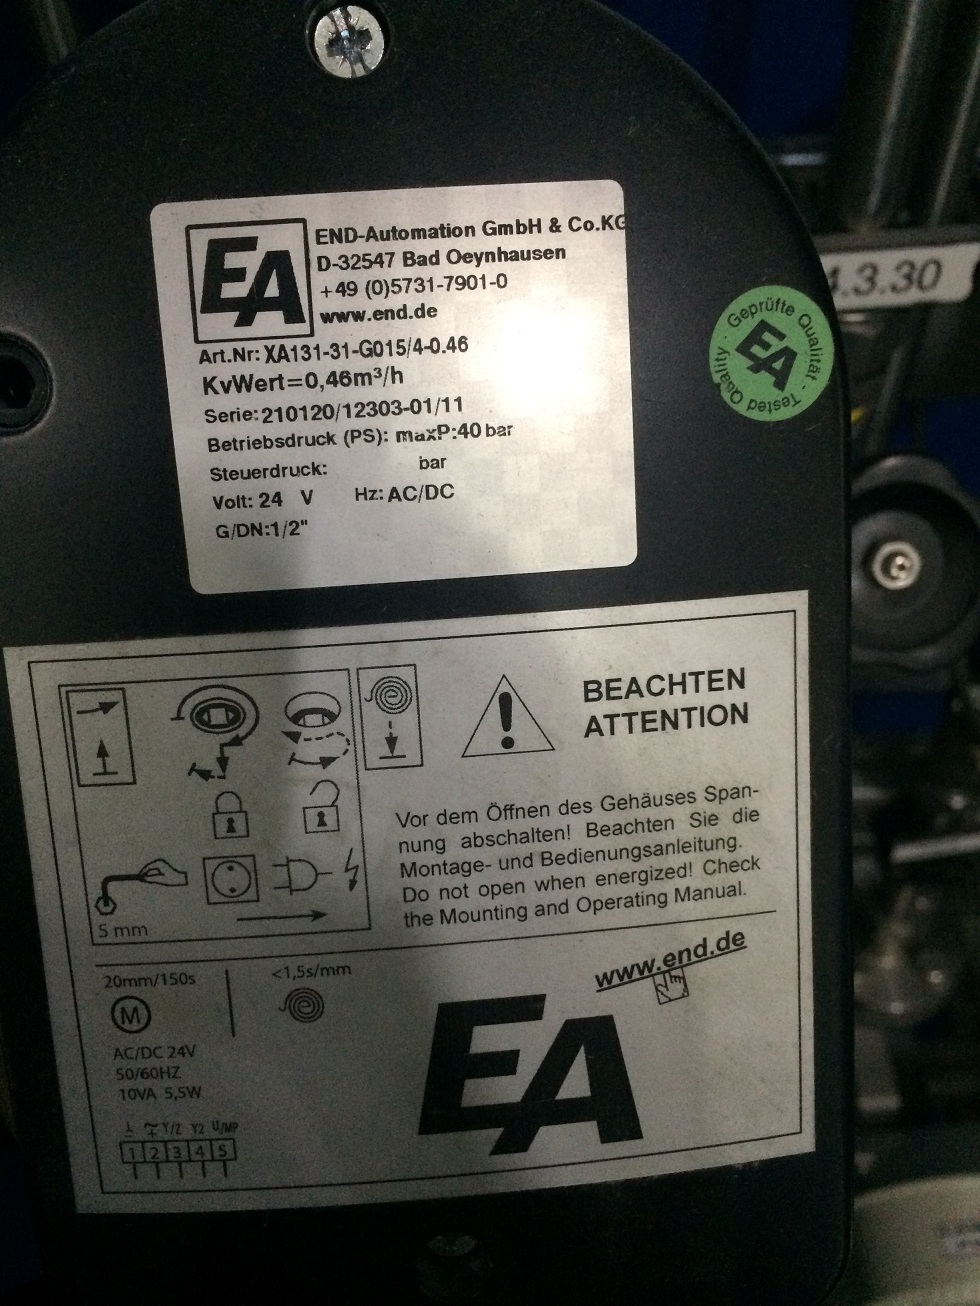 EA
END-Automation GmbH & Co.KG
D-32547 Bad Oeynhausen
+49 (0)5731-7901-0
www.end.de
Art.Nr: XA131-31-G015/4-0.46
KvWert=0,46m³/h
Serie: 210120/12303-01/11
Betriebsdruck (PS): maxP:40 bar
Steuerdruck: bar
Volt: 24 V Hz: AC/DC
G/DN:1/2"
4.3.30
Geprüfte Qualität · Tested Quality ·
EA
BEACHTEN
ATTENTION
Vor dem Öffnen des Gehäuses Span-
nung abschalten! Beachten Sie die
Montage- und Bedienungsanleitung.
Do not open when energized! Check
the Mounting and Operating Manual.
5 mm
20mm/150s
<1,5s/mm
M
AC/DC 24V
50/60HZ
10VA 5,5W
Y/Z Y2 U/MP
1 2 3 4 5
www.end.de
EA